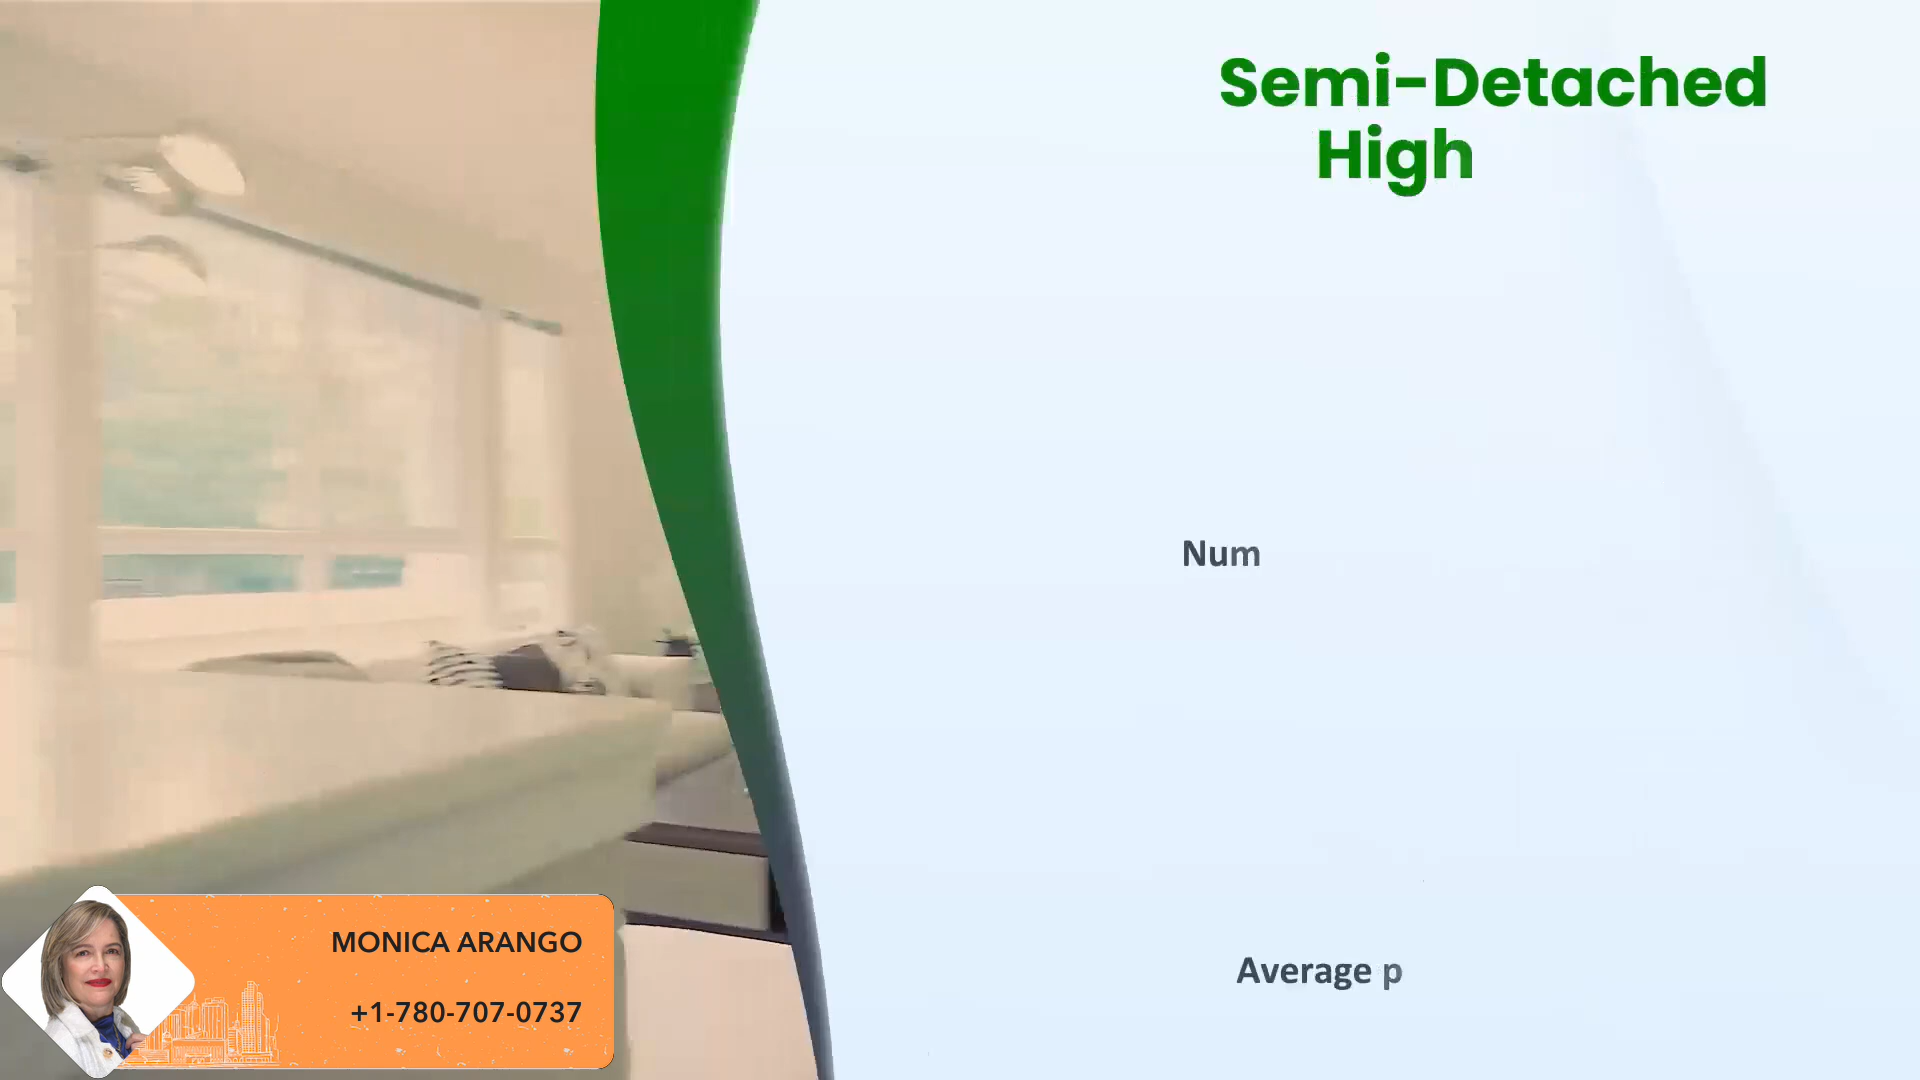 Semi-Detached
High
Num
Average p
MONICA ARANGO
+1-780-707-0737